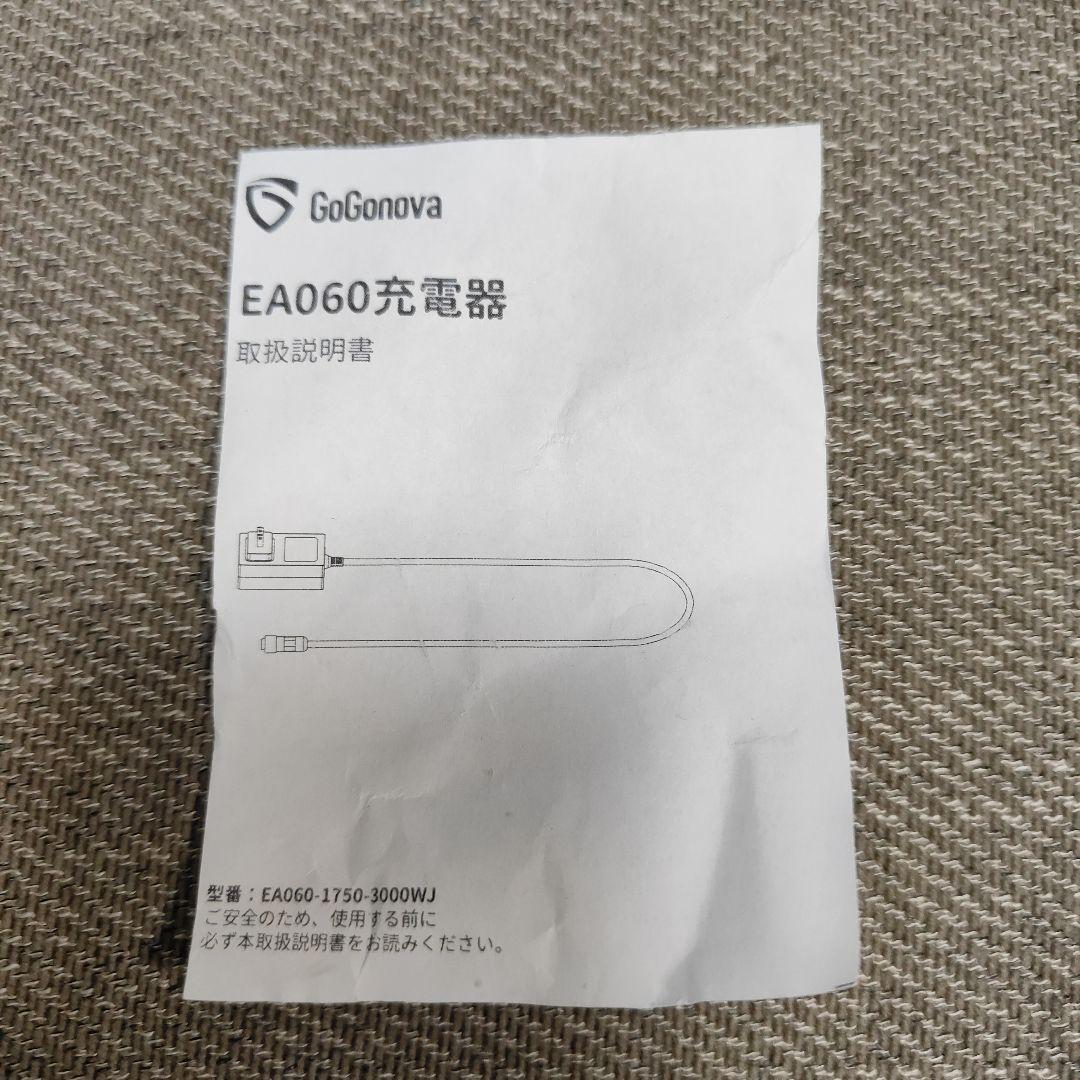 GoGonova
EA060充電器
取扱説明書
型番：EA060-1750-3000WJ
ご安全のため、使用する前に
必ず本取扱説明書をお読みください。